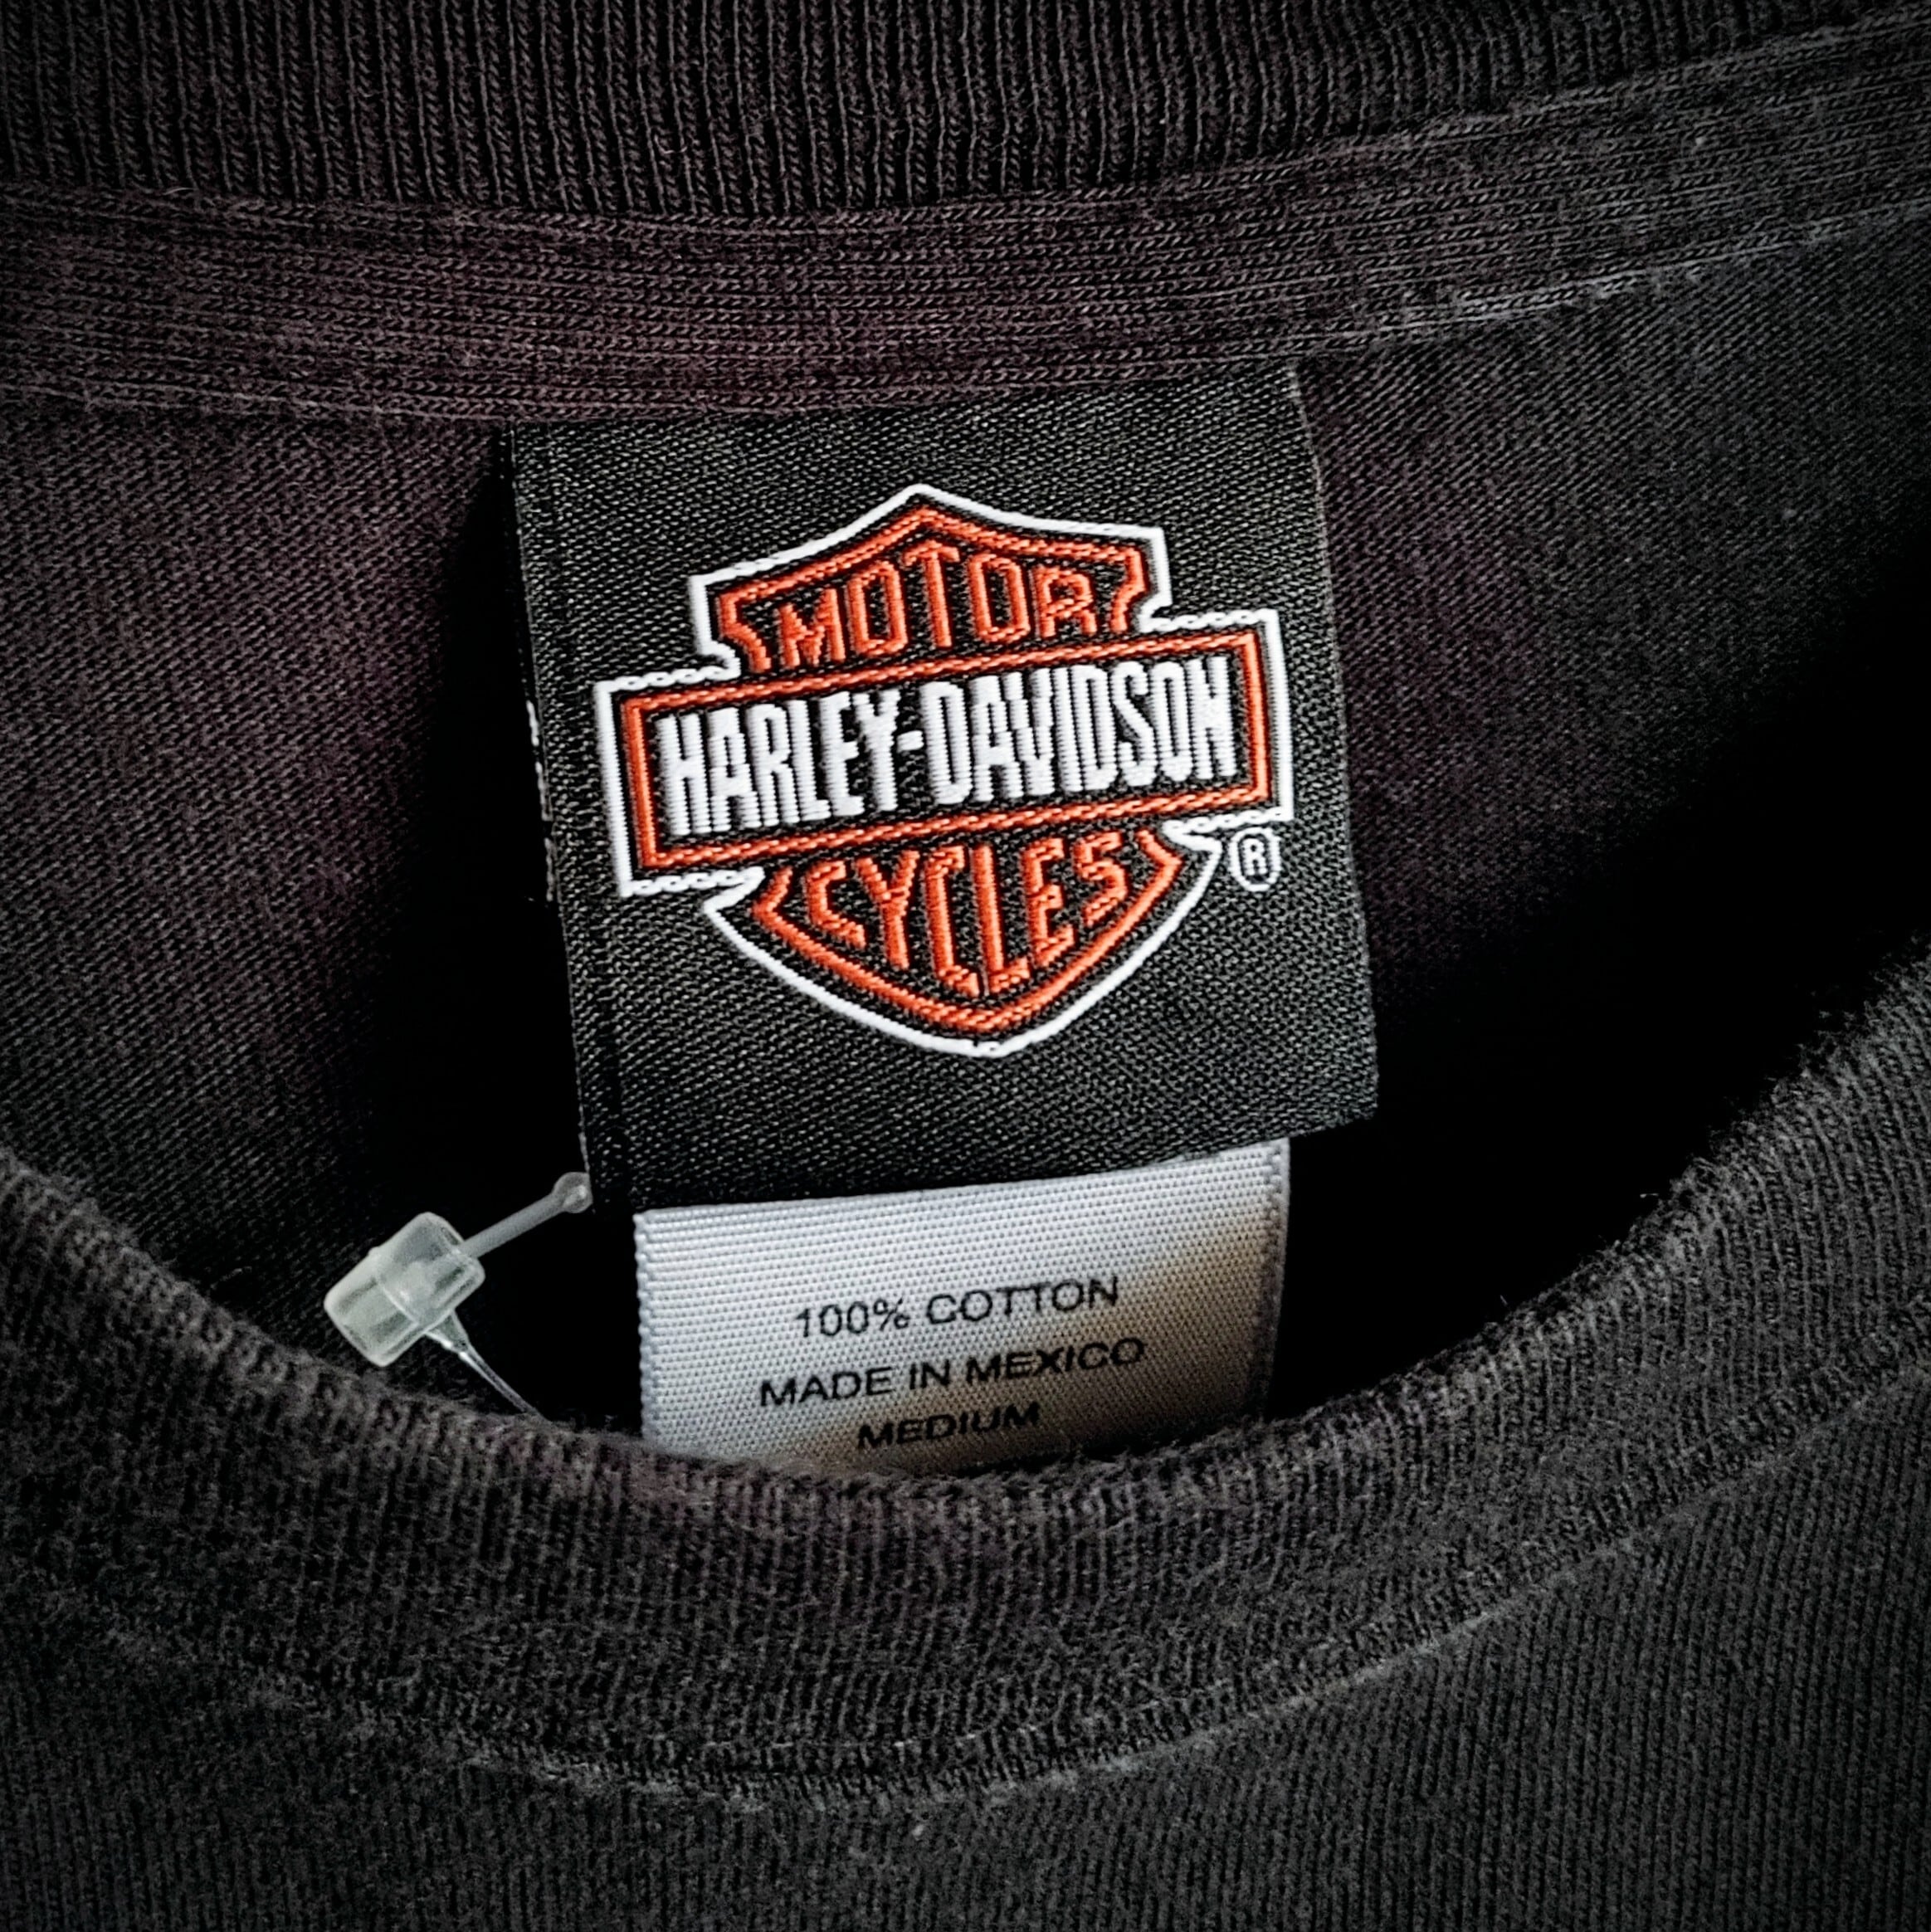 MOTOR
HARLEY-DAVIDSON
CYCLES
®
100% COTTON
MADE IN MEXICO
MEDIUM